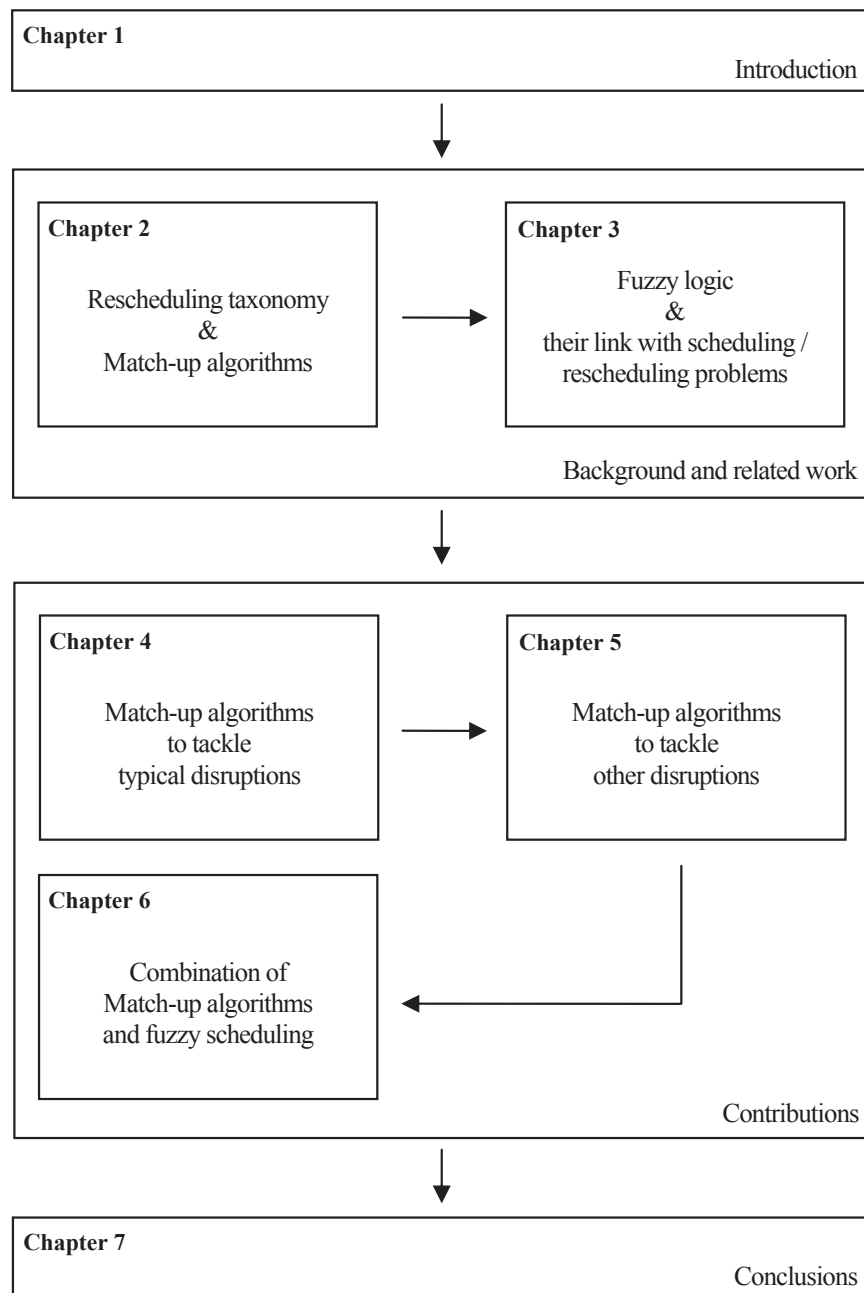 Chapter 1
Introduction
Chapter 2
Rescheduling taxonomy
&
Match-up algorithms
Chapter 3
Fuzzy logic
&
their link with scheduling /
rescheduling problems
Background and related work
Chapter 4
Match-up algorithms
to tackle
typical disruptions
Chapter 5
Match-up algorithms
to tackle
other disruptions
Chapter 6
Combination of
Match-up algorithms
and fuzzy scheduling
Contributions
Chapter 7
Conclusions